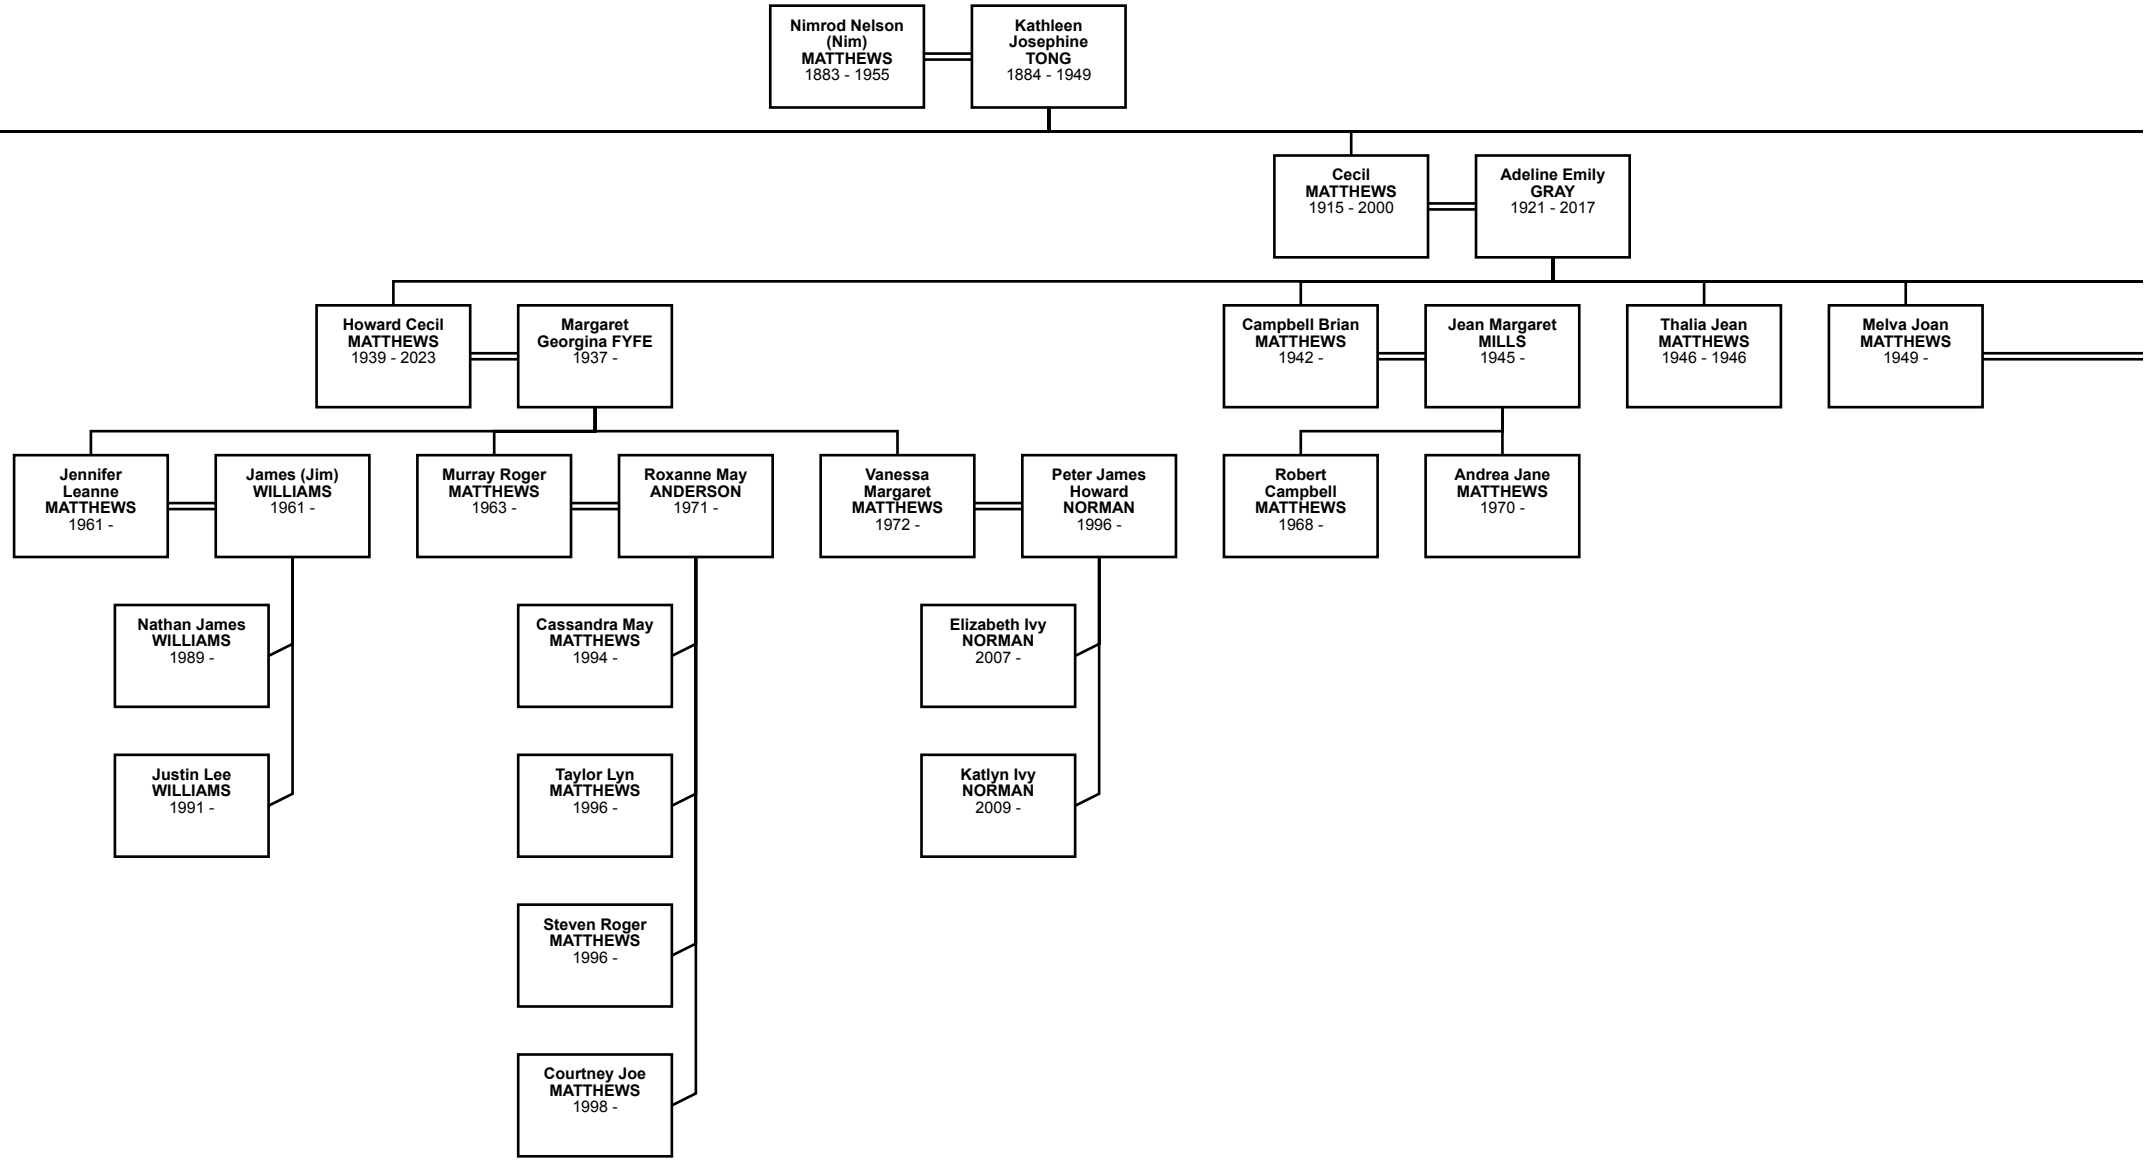 Nimrod Nelson
(Nim)
MATTHEWS
1883 - 1955
Kathleen
Josephine
TONG
1884 - 1949
Cecil
MATTHEWS
1915 - 2000
Adeline Emily
GRAY
1921 - 2017
Howard Cecil
MATTHEWS
1939 - 2023
Margaret
Georgina FYFE
1937 -
Campbell Brian
MATTHEWS
1942 -
Jean Margaret
MILLS
1945 -
Thalia Jean
MATTHEWS
1946 - 1946
Melva Joan
MATTHEWS
1949 -
Jennifer
Leanne
MATTHEWS
1961 -
James (Jim)
WILLIAMS
1961 -
Murray Roger
MATTHEWS
1963 -
Roxanne May
ANDERSON
1971 -
Vanessa
Margaret
MATTHEWS
1972 -
Peter James
Howard
NORMAN
1996 -
Robert
Campbell
MATTHEWS
1968 -
Andrea Jane
MATTHEWS
1970 -
Nathan James
WILLIAMS
1989 -
Cassandra May
MATTHEWS
1994 -
Elizabeth Ivy
NORMAN
2007 -
Justin Lee
WILLIAMS
1991 -
Taylor Lyn
MATTHEWS
1996 -
Katlyn Ivy
NORMAN
2009 -
Steven Roger
MATTHEWS
1996 -
Courtney Joe
MATTHEWS
1998 -